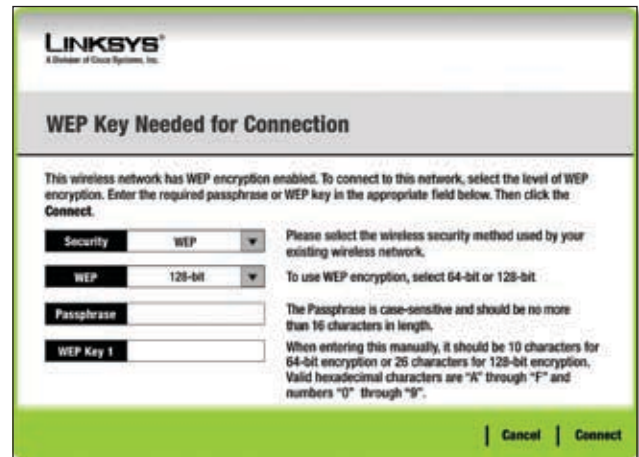 LINKSYS®
A Division of Cisco Systems, Inc.
WEP Key Needed for Connection
This wireless network has WEP encryption enabled. To connect to this network, select the level of WEP
encryption. Enter the required passphrase or WEP key in the appropriate field below. Then click the
Connect.
Security WEP
Please select the wireless security method used by your
existing wireless network.
WEP 128-bit
To use WEP encryption, select 64-bit or 128-bit
Passphrase
The Passphrase is case-sensitive and should be no more
than 16 characters in length.
WEP Key 1
When entering this manually, it should be 10 characters for
64-bit encryption or 26 characters for 128-bit encryption.
Valid hexadecimal characters are "A" through "F" and
numbers "0" through "9".
Cancel Connect